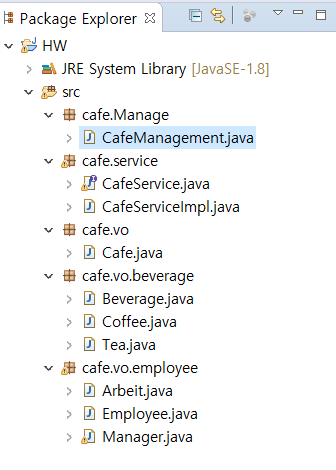 Package Explorer
HW
JRE System Library [JavaSE-1.8]
src
cafe.Manage
CafeManagement.java
cafe.service
CafeService.java
CafeServiceImpl.java
cafe.vo
Cafe.java
cafe.vo.beverage
Beverage.java
Coffee.java
Tea.java
cafe.vo.employee
Arbeit.java
Employee.java
Manager.java